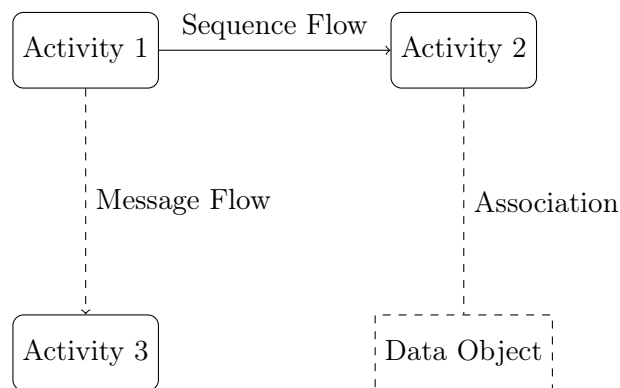 Sequence Flow
Activity 1
Activity 2
Message Flow
Association
Activity 3
Data Object